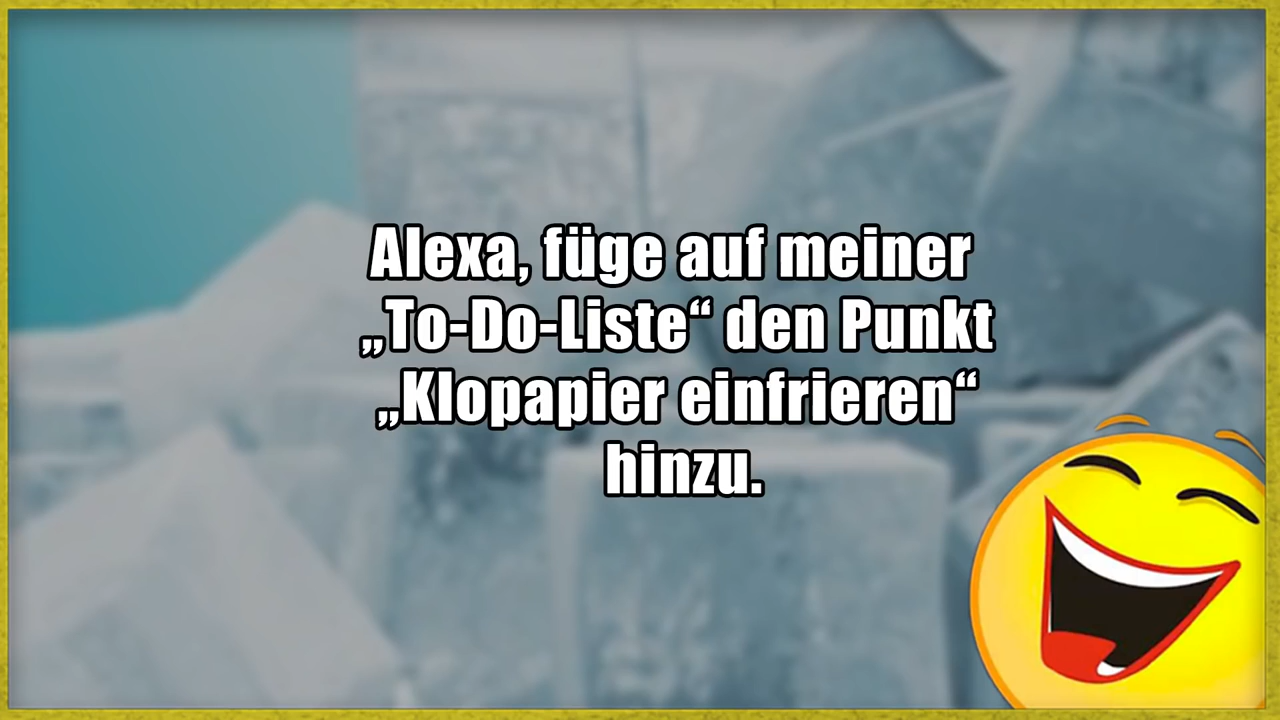 Alexa, füge auf meiner
„To-Do-Liste“ den Punkt
„Klopapier einfrieren“
hinzu.